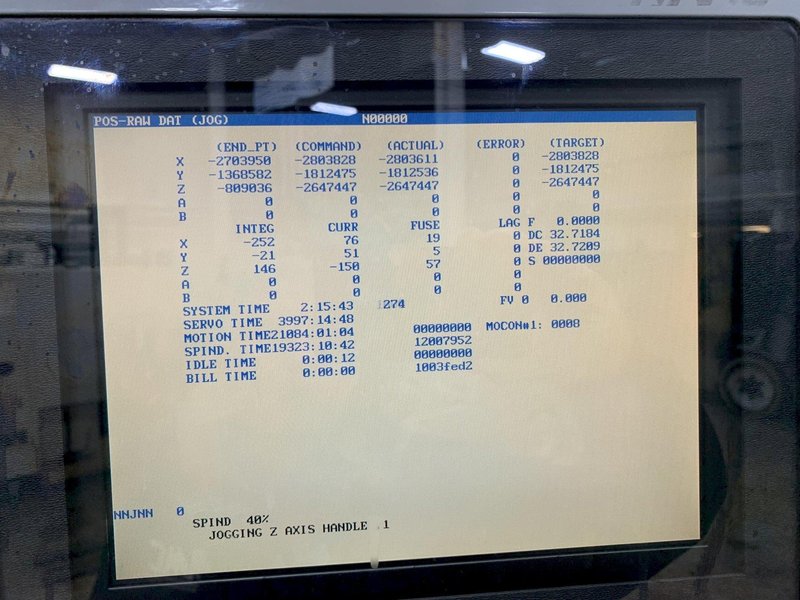 POS-RAW DAT (JOG) N00000
(END_PT) (COMMAND) (ACTUAL) (ERROR) (TARGET)
X -2703950 -2803828 -2803611 0 -2803828
Y -1368582 -1812475 -1812536 0 -1812475
Z -809036 -2647447 -2647447 0 -2647447
A 0 0 0 0 0
B 0 0 0 0 0
INTEG CURR FUSE LAG F 0.0000
X -252 76 19 0 DC 32.7184
Y -21 51 5 0 DE 32.7209
Z 146 -150 57 0 S 00000000
A 0 0 0 0
B 0 0 0 0
SYSTEM TIME 2:15:43 274 FV 0 0.000
SERVO TIME 3997:14:48
MOTION TIME21084:01:04 00000000 MOCON#1: 0008
SPIND. TIME19323:10:42 12007952
IDLE TIME 0:00:12 00000000
BILL TIME 0:00:00 1003fed2
NNJNN 0
SPIND 40%
JOGGING Z AXIS HANDLE .1